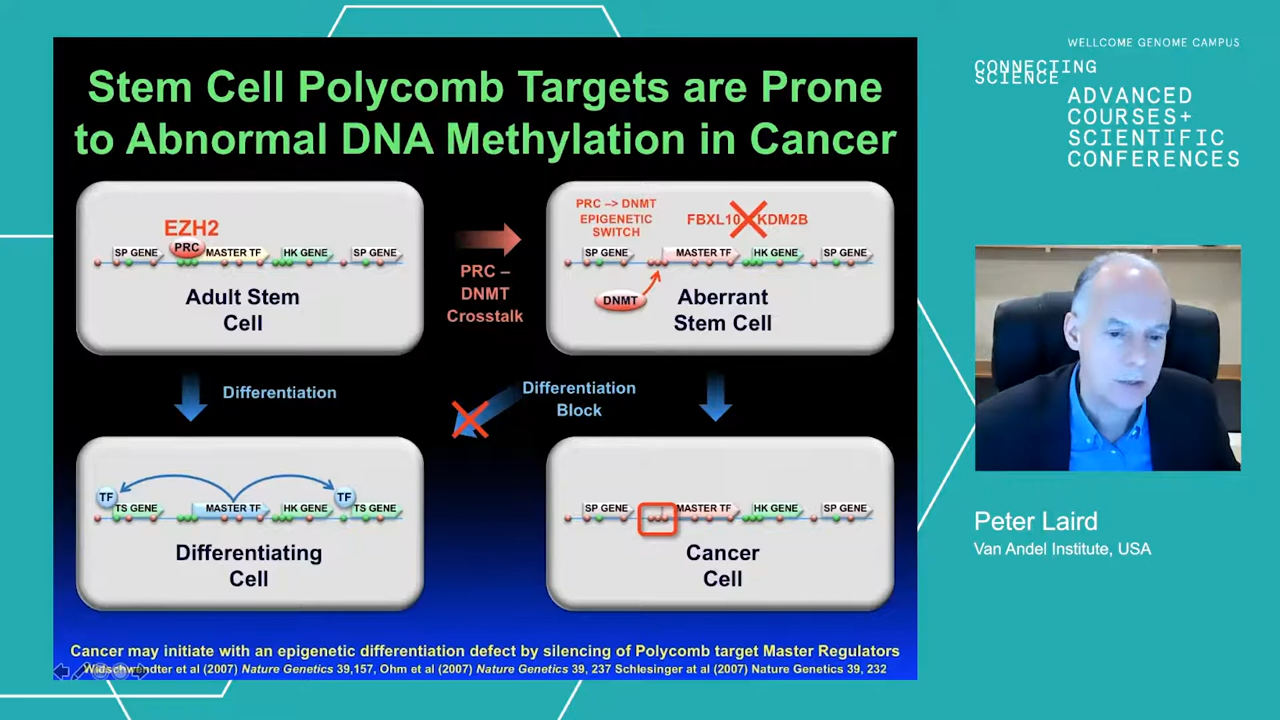 WELLCOME GENOME CAMPUS
CONNECTING
SCIENCE
ADVANCED
COURSES+
SCIENTIFIC
CONFERENCES
Stem Cell Polycomb Targets are Prone
to Abnormal DNA Methylation in Cancer
EZH2
PRC
SP GENE
MASTER TF
HK GENE
SP GENE
Adult Stem
Cell
PRC –
DNMT
Crosstalk
PRC –> DNMT
EPIGENETIC
SWITCH
FBXL10
KDM2B
SP GENE
MASTER TF
HK GENE
SP GENE
DNMT
Aberrant
Stem Cell
Differentiation
Differentiation
Block
TF
TF
TS GENE
MASTER TF
HK GENE
TS GENE
Differentiating
Cell
SP GENE
MASTER TF
HK GENE
SP GENE
Cancer
Cell
Cancer may initiate with an epigenetic differentiation defect by silencing of Polycomb target Master Regulators
Widschwendter et al (2007) Nature Genetics 39,157, Ohm et al (2007) Nature Genetics 39, 237 Schlesinger at al (2007) Nature Genetics 39, 232
Peter Laird
Van Andel Institute, USA